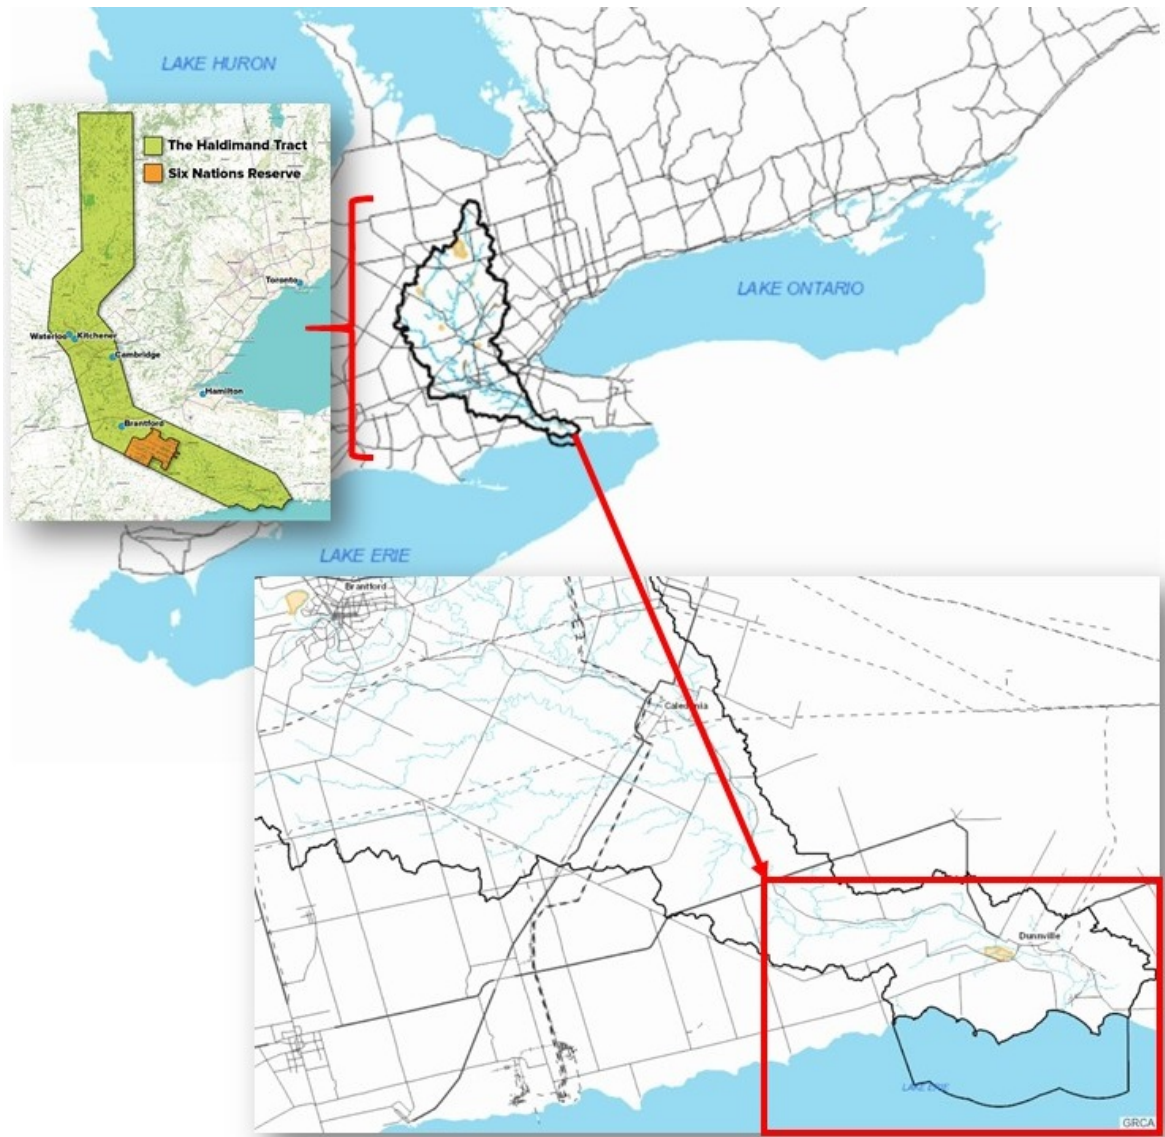 LAKE HURON
The Haldimand Tract
Six Nations Reserve
Toronto
LAKE ONTARIO
Waterloo
Kitchener
Cambridge
Hamilton
Brantford
LAKE ERIE
Brantford
Caledonia
Dunnville
LAKE ERIE
GRCA